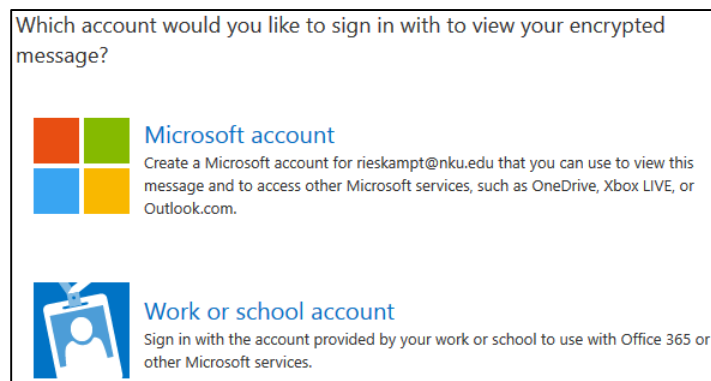 Which account would you like to sign in with to view your encrypted
message?
Microsoft account
Create a Microsoft account for rieskampt@nku.edu that you can use to view this
message and to access other Microsoft services, such as OneDrive, Xbox LIVE, or
Outlook.com.
Work or school account
Sign in with the account provided by your work or school to use with Office 365 or
other Microsoft services.